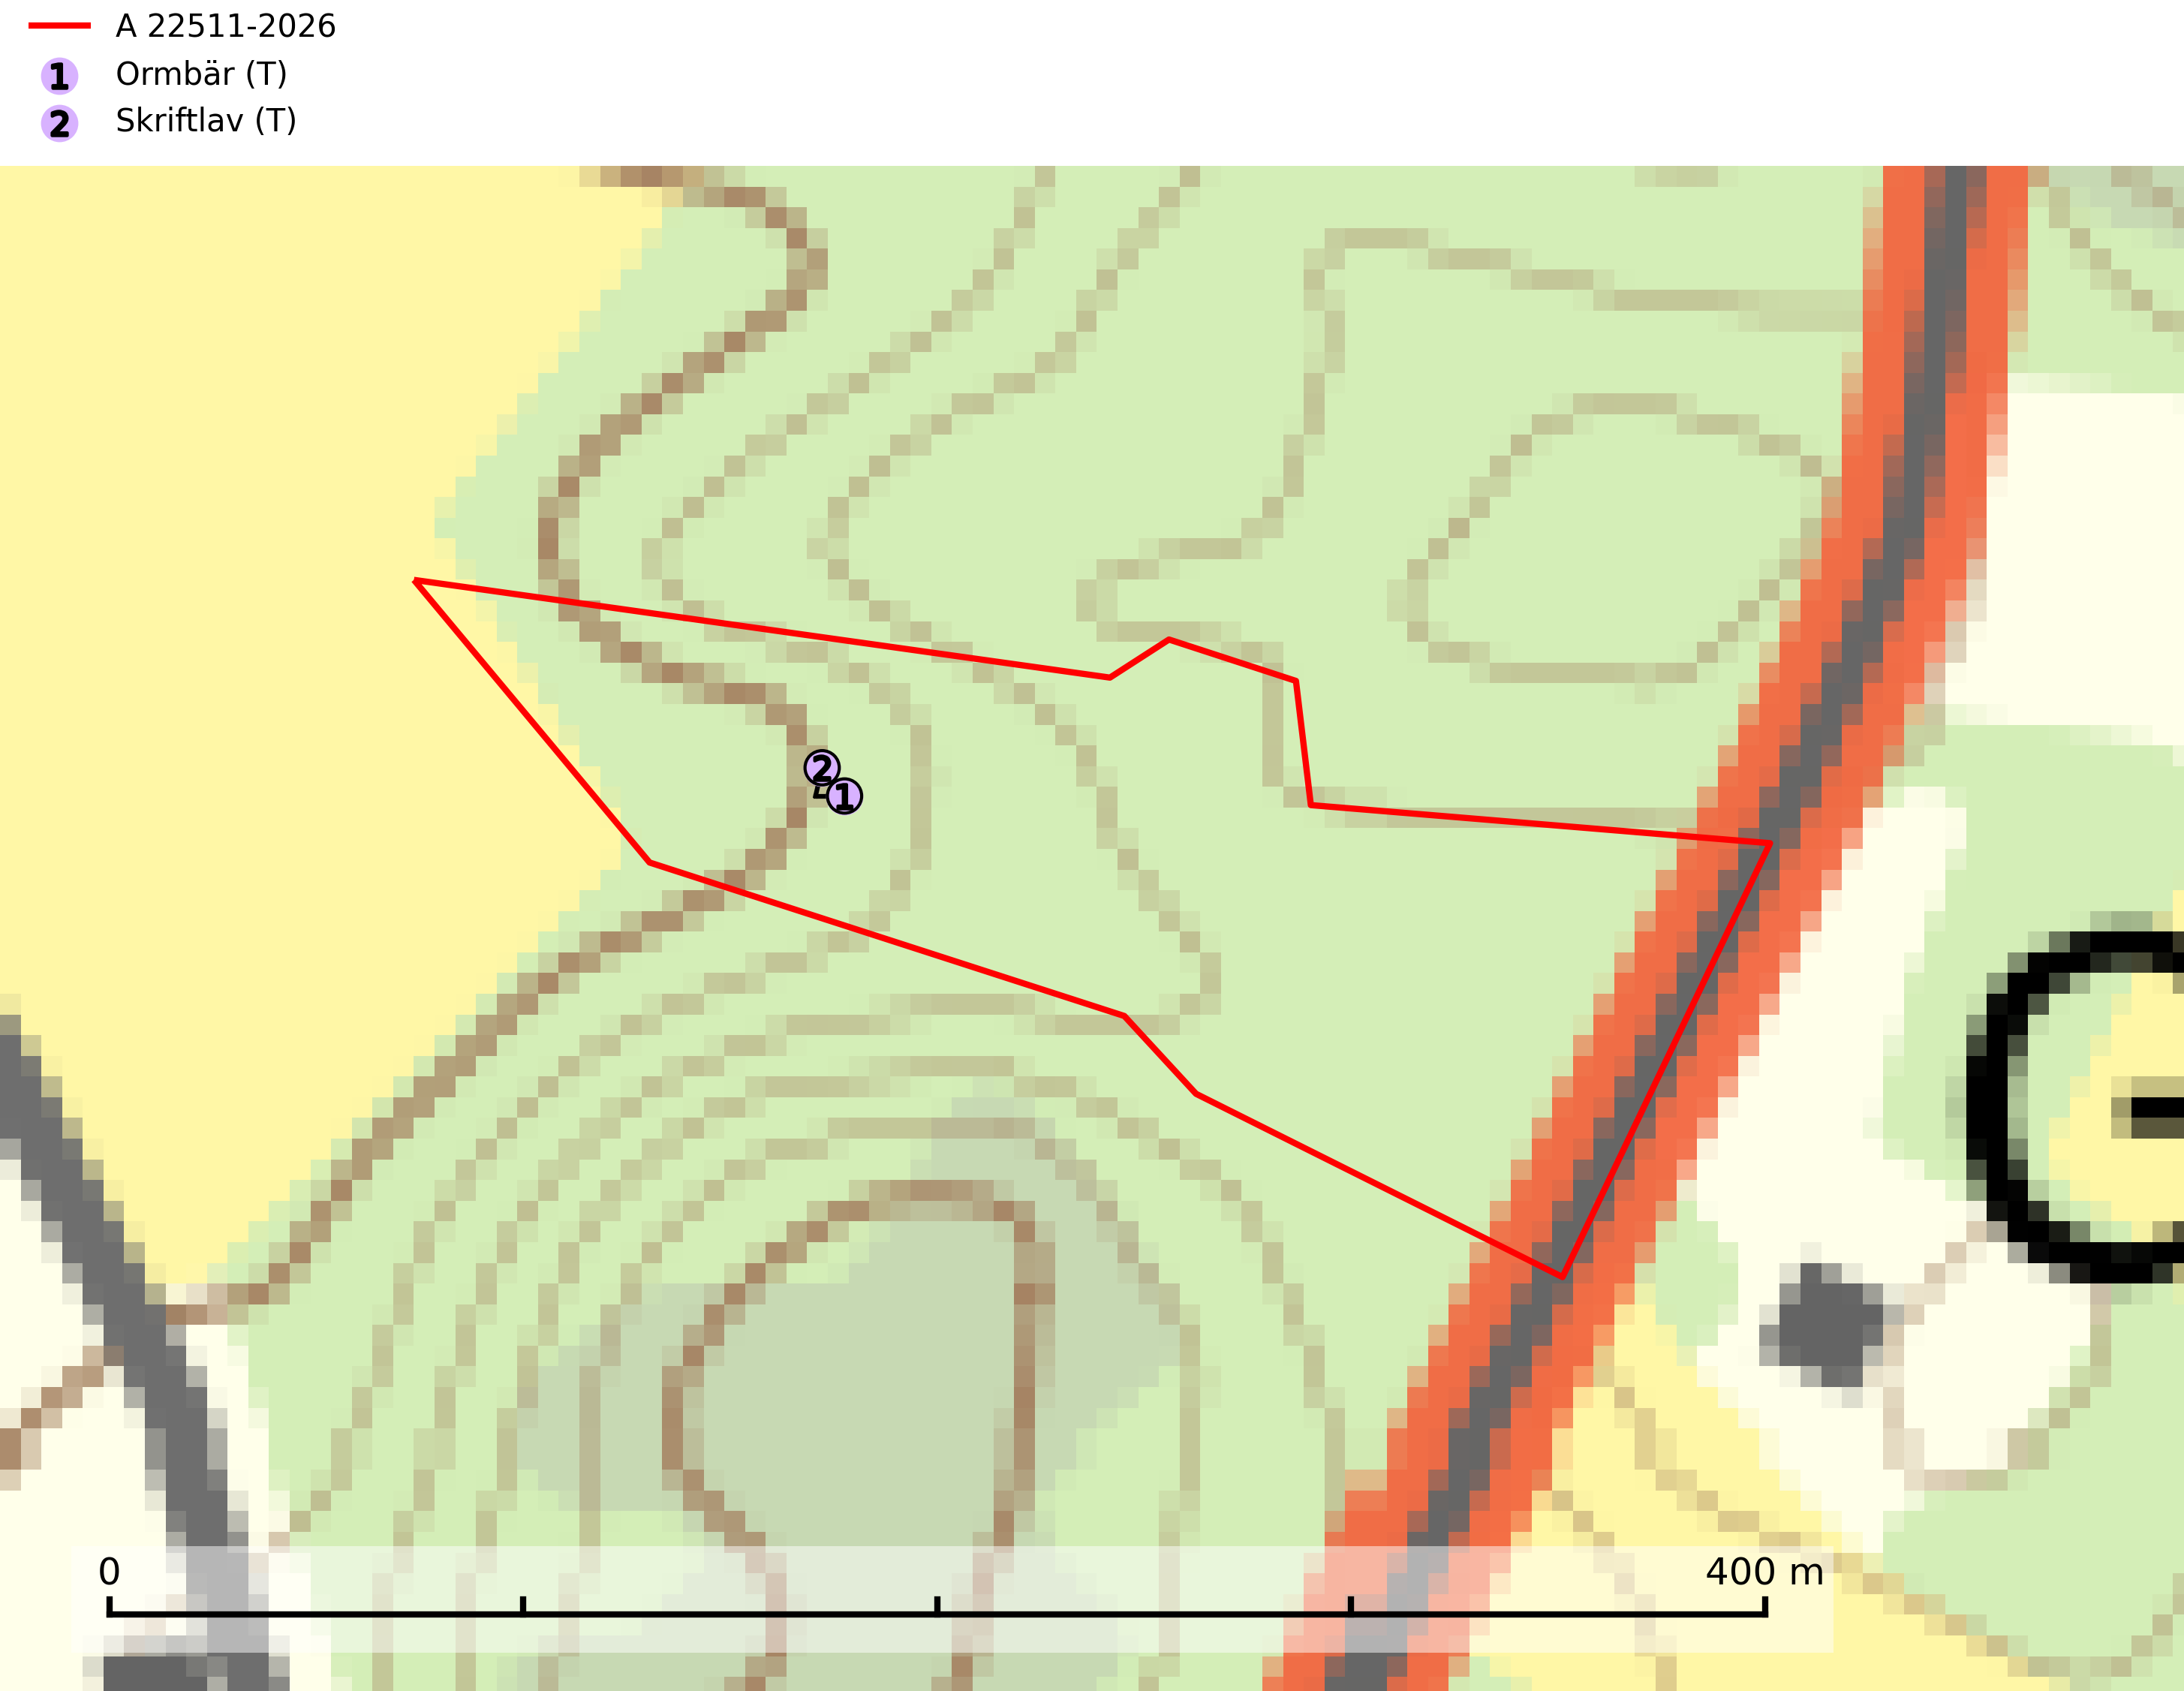 A 22511-2026
1 Ormbär (T)
2 Skriftlav (T)
2
1
0 400 m